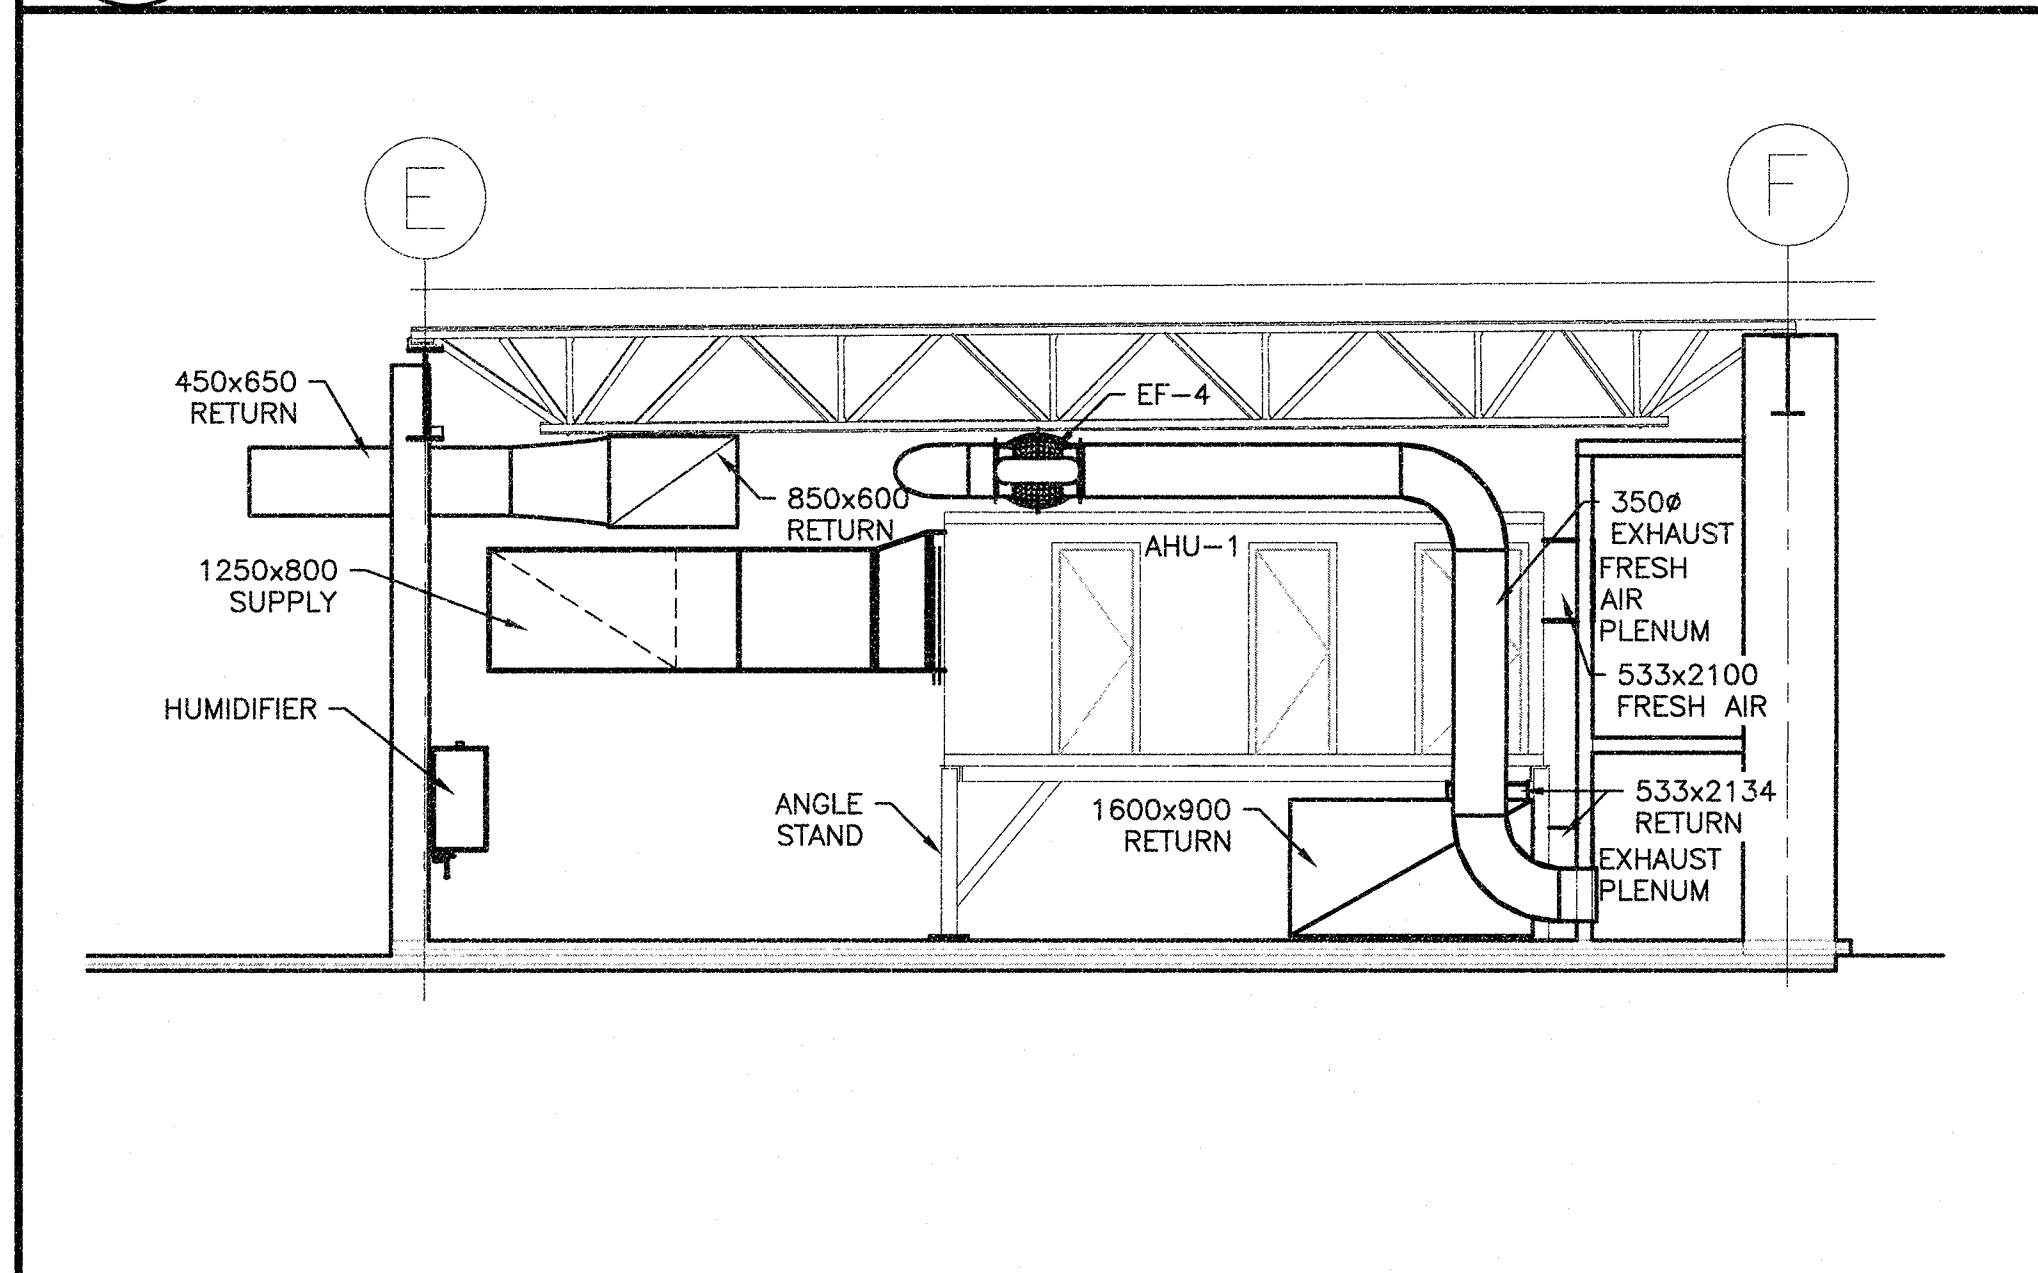 E
F
450x650
RETURN
EF-4
850x600
RETURN
350ø
EXHAUST
AHU-1
FRESH
AIR
PLENUM
1250x800
SUPPLY
533x2100
FRESH AIR
HUMIDIFIER
ANGLE
STAND
1600x900
RETURN
533x2134
RETURN
EXHAUST
PLENUM